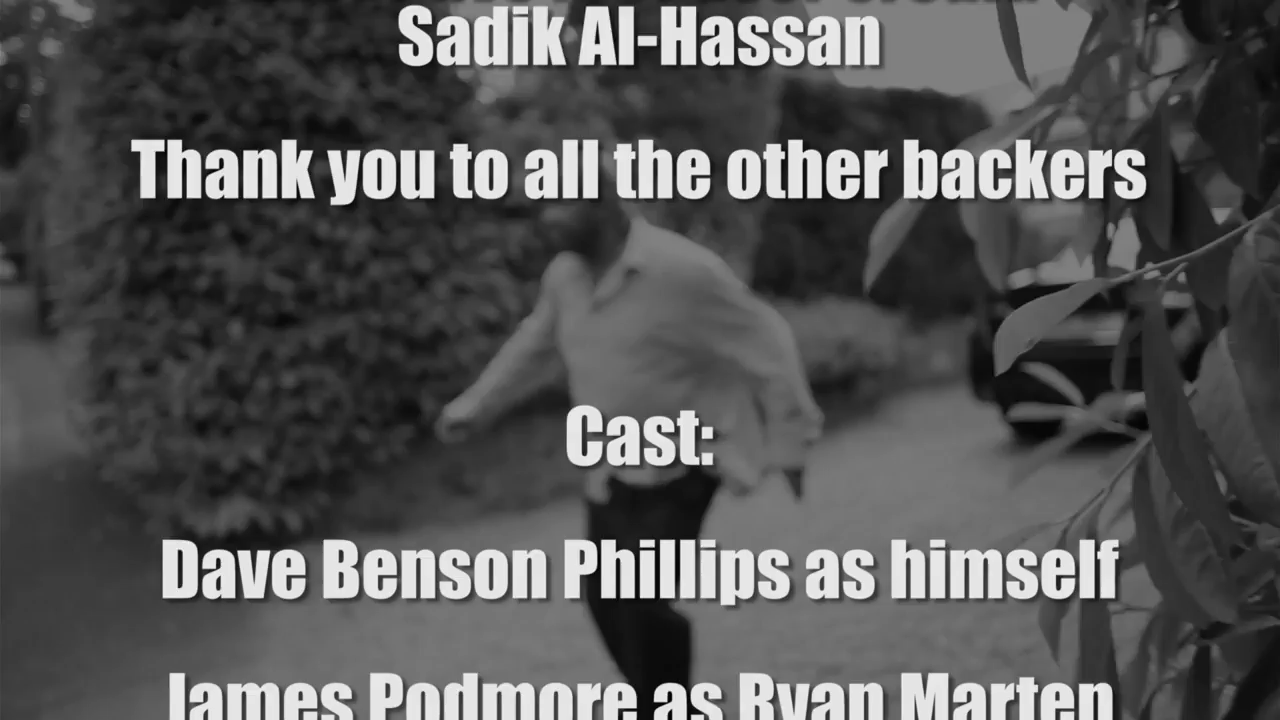 Sadik Al-Hassan
Thank you to all the other backers
Cast:
Dave Benson Phillips as himself
James Podmore as Ryan Marten